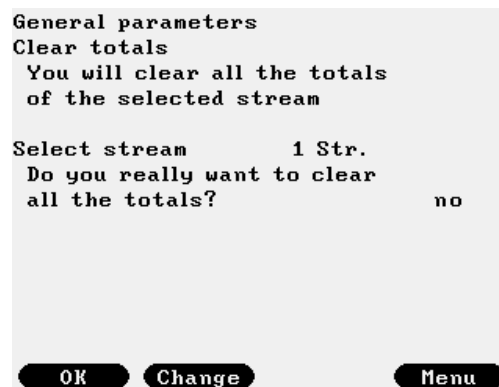 General parameters
Clear totals
You will clear all the totals
of the selected stream
Select stream 1 Str.
Do you really want to clear
all the totals? no
OK Change Menu